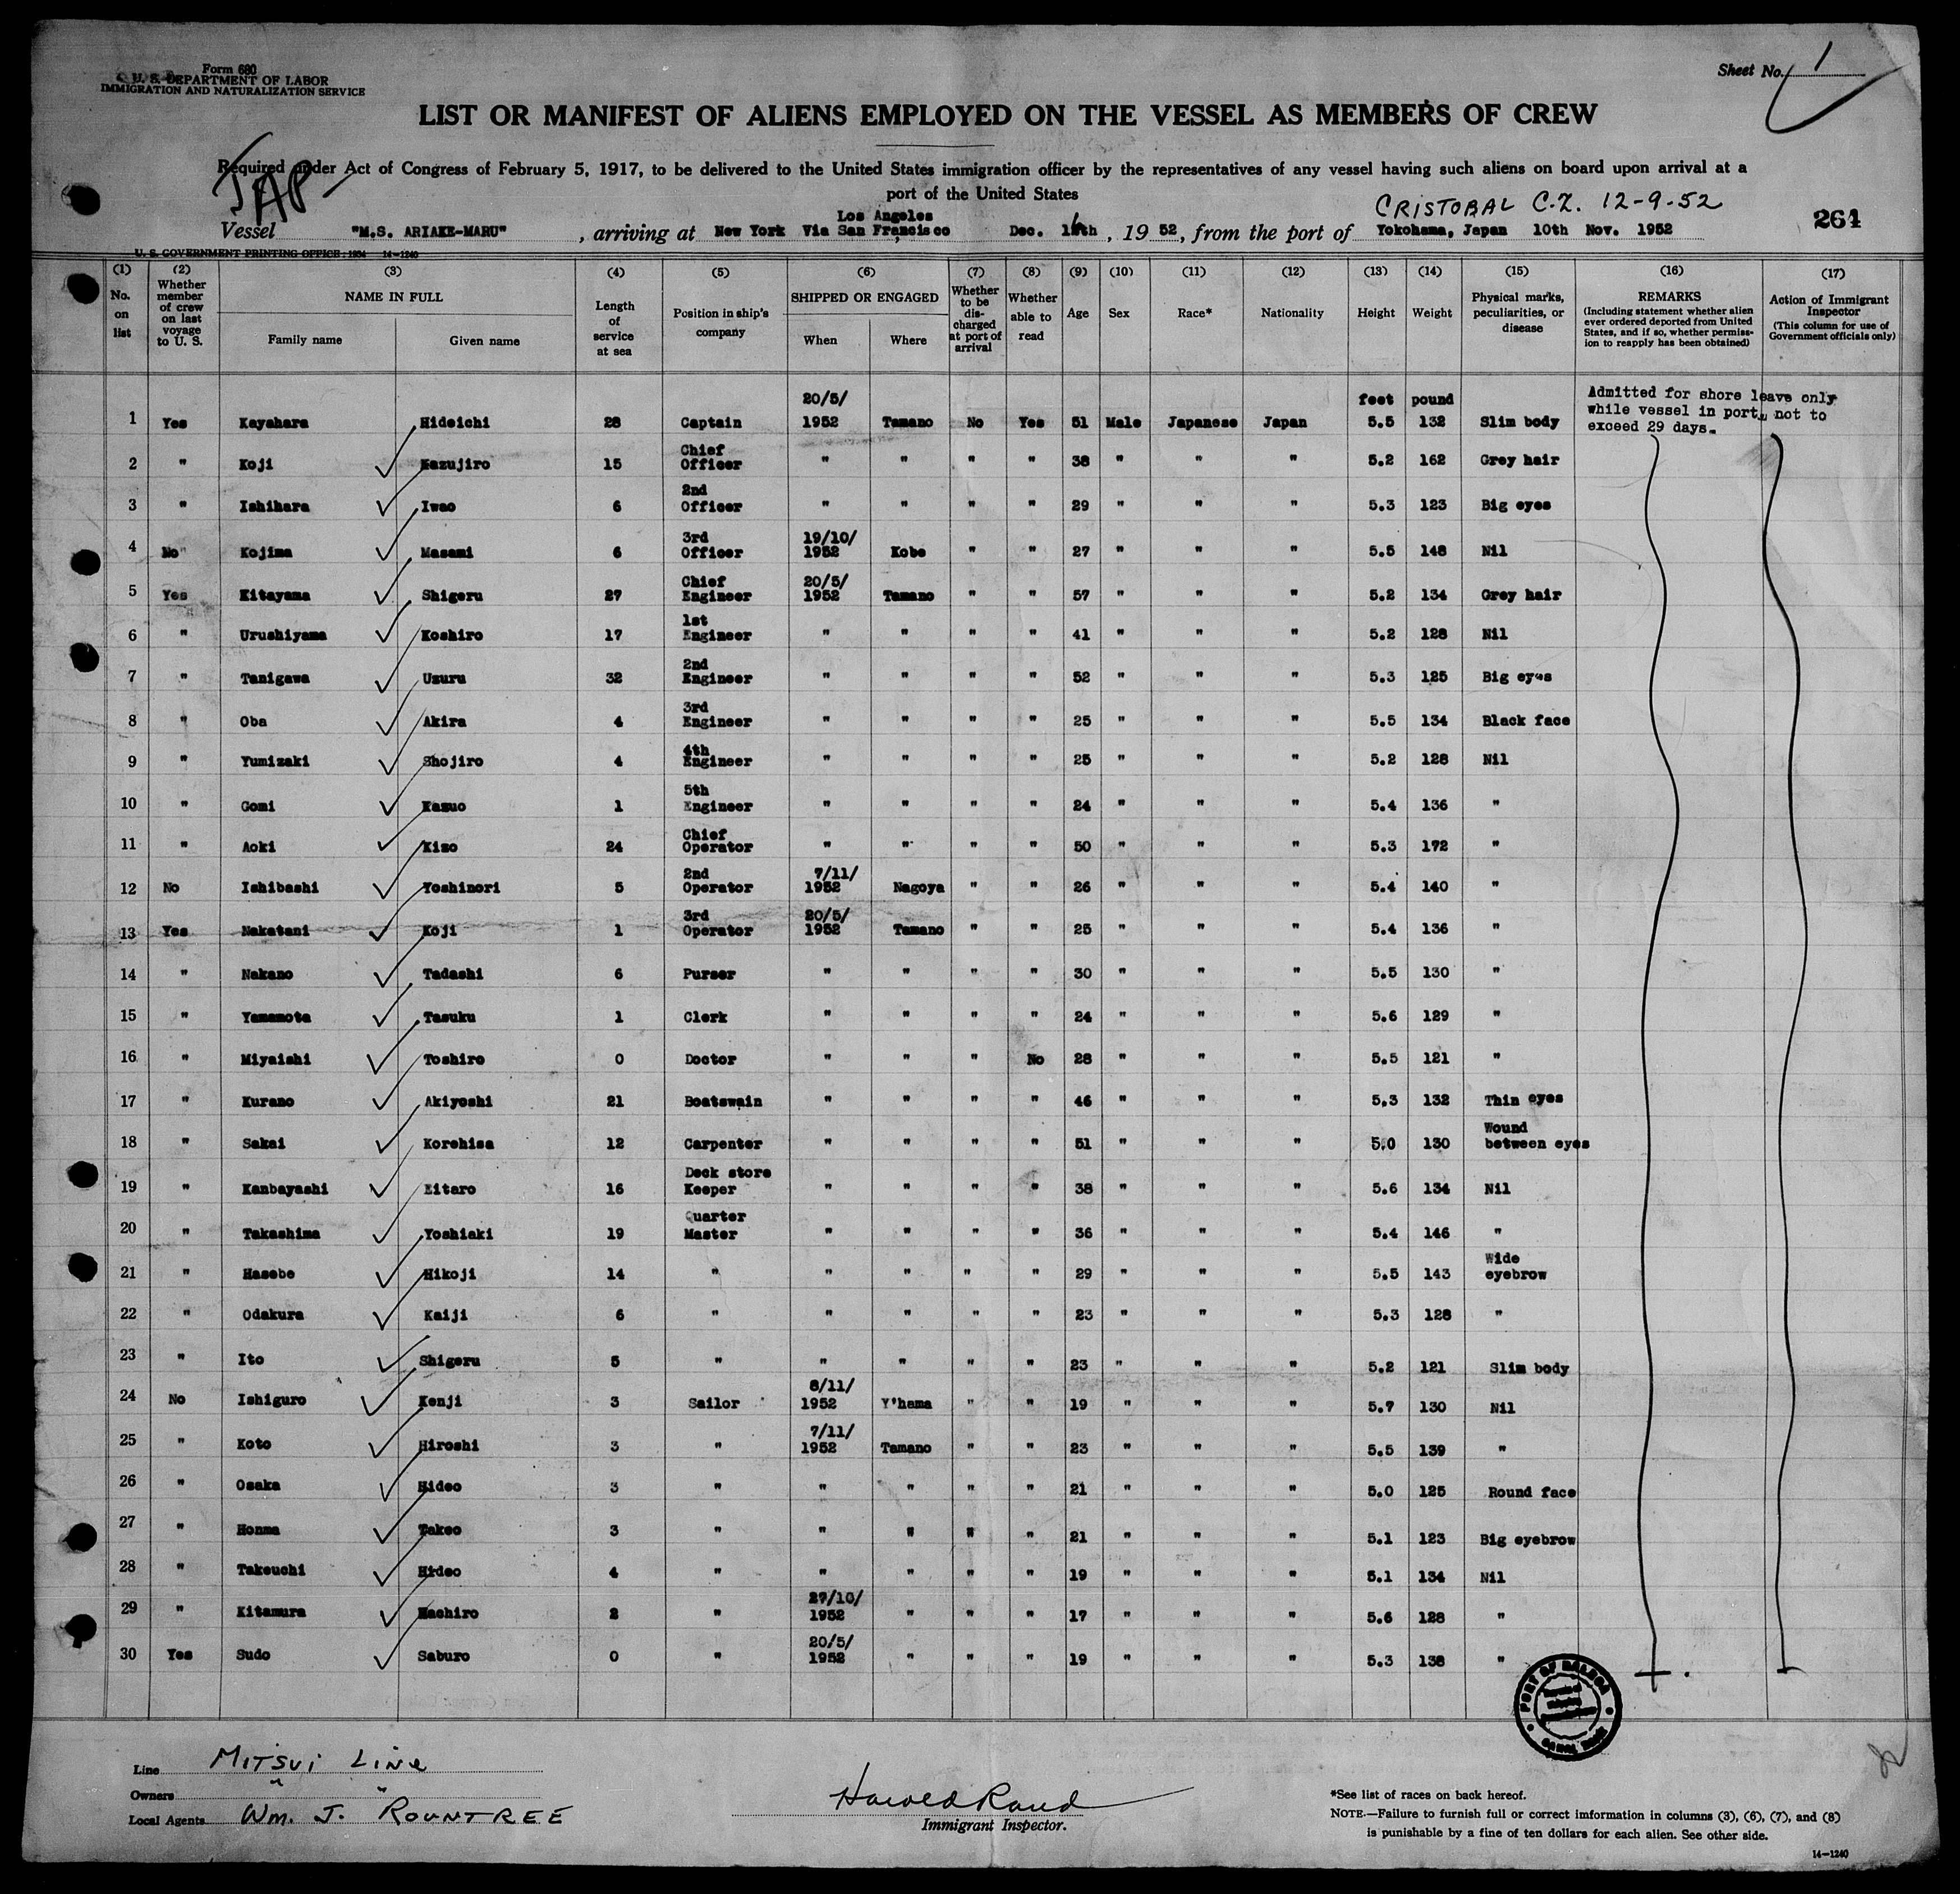 Form 680
U. S. DEPARTMENT OF LABOR
IMMIGRATION AND NATURALIZATION SERVICE
Sheet No. 1
LIST OR MANIFEST OF ALIENS EMPLOYED ON THE VESSEL AS MEMBERS OF CREW
Required under Act of Congress of February 5, 1917, to be delivered to the United States immigration officer by the representatives of any vessel having such aliens on board upon arrival at a
port of the United States
JAP-
CRISTOBAL C.Z. 12-9-52
Los Angeles
Vessel "M.S. ARIAKE-MARU", arriving at New York Via San Francisco Dec. 16th, 1952, from the port of Yokohama, Japan 10th Nov. 1952
264
U. S. GOVERNMENT PRINTING OFFICE: 1934 14-1240
(1) No. on list
(2) Whether member of crew on last voyage to U. S.
(3) NAME IN FULL
Family name Given name
(4) Length of service at sea
(5) Position in ship's company
(6) SHIPPED OR ENGAGED
When Where
(7) Whether to be discharged at port of arrival
(8) Whether able to read
(9) Age
(10) Sex
(11) Race*
(12) Nationality
(13) Height
(14) Weight
(15) Physical marks, peculiarities, or disease
(16) REMARKS
(Including statement whether alien ever ordered deported from United States, and if so, whether permission to reapply has been obtained)
(17) Action of Immigrant Inspector
(This column for use of Government officials only)
feet pound
Admitted for shore leave only
while vessel in port, not to
exceed 29 days.
1 Yes Kayahara Hideichi 28 Captain 20/5/1952 Tamano No Yes 51 Male Japanese Japan 5.5 132 Slim body
2 " Koji Kazujiro 15 Chief Officer " " " " 38 " " " 5.2 162 Grey hair
3 " Ishihara Iwao 6 2nd Officer " " " " 29 " " " 5.3 123 Big eyes
4 No" Kojima Masami 6 3rd Officer 19/10/1952 Kobe " " 27 " " " 5.5 148 Nil
5 Yes Kitayama Shigeru 27 Chief Engineer 20/5/1952 Tamano " " 57 " " " 5.2 134 Grey hair
6 " Urushiyama Koshiro 17 1st Engineer " " " " 41 " " " 5.2 128 Nil
7 " Tanigawa Uzuru 32 2nd Engineer " " " " 52 " " " 5.3 125 Big eyes
8 " Oba Akira 4 3rd Engineer " " " " 25 " " " 5.5 134 Black face
9 " Yumizaki Shojiro 4 4th Engineer " " " " 25 " " " 5.2 128 Nil
10 " Gomi Kazuo 1 5th Engineer " " " " 24 " " " 5.4 136 "
11 " Aoki Kizo 24 Chief Operator " " " " 50 " " " 5.3 172 "
12 No Ishibashi Yoshinori 5 2nd Operator 7/11/1952 Nagoya " " 26 " " " 5.4 140 "
13 Yes Nakatani Koji 1 3rd Operator 20/5/1952 Tamano " " 25 " " " 5.4 136 "
14 " Nakano Tadashi 6 Purser " " " " 30 " " " 5.5 130 "
15 " Yamamota Tasuku 1 Clerk " " " " 24 " " " 5.6 129 "
16 " Miyaishi Toshiro 0 Doctor " " " No 28 " " " 5.5 121 "
17 " Kurano Akiyoshi 21 Boatswain " " " " 46 " " " 5.3 132 Thin eyes
18 " Sakai Korehisa 12 Carpenter " " " " 51 " " " 5.0 130 Wound between eyes
19 " Kanbayashi Eitaro 16 Deck store Keeper " " " " 38 " " " 5.6 134 Nil
20 " Takashima Yoshiaki 19 Quarter Master " " " " 36 " " " 5.4 146 "
21 " Hasebe Hikoji 14 " " " " " 29 " " " 5.5 143 Wide eyebrow
22 " Odakura Kaiji 6 " " " " " 23 " " " 5.3 128 "
23 " Ito Shigeru 5 " " " " " 23 " " " 5.2 121 Slim body
24 No Ishiguro Kenji 3 Sailor 8/11/1952 Y'hama " " 19 " " " 5.7 130 Nil
25 " Koto Hiroshi 3 " 7/11/1952 Tamano " " 23 " " " 5.5 139 "
26 " Osaka Hideo 3 " " " " " 21 " " " 5.0 125 Round face
27 " Honma Takeo 3 " " " " " 21 " " " 5.1 123 Big eyebrow
28 " Takeuchi Hideo 4 " " " " " 19 " " " 5.1 134 Nil
29 " Kitamura Hachiro 2 " 27/10/1952 " " " 17 " " " 5.6 128 "
30 Yes Sudo Saburo 0 " 20/5/1952 " " " 19 " " " 5.3 138 "
PORT OF BALBOA
CANAL ZONE
Line MITSUI LINE
Owners " "
Local Agents Wm. J. ROUNTREE
Harold Rand
Immigrant Inspector.
*See list of races on back hereof.
NOTE.—Failure to furnish full or correct imformation in columns (3), (6), (7), and (8)
is punishable by a fine of ten dollars for each alien. See other side.
14—1240